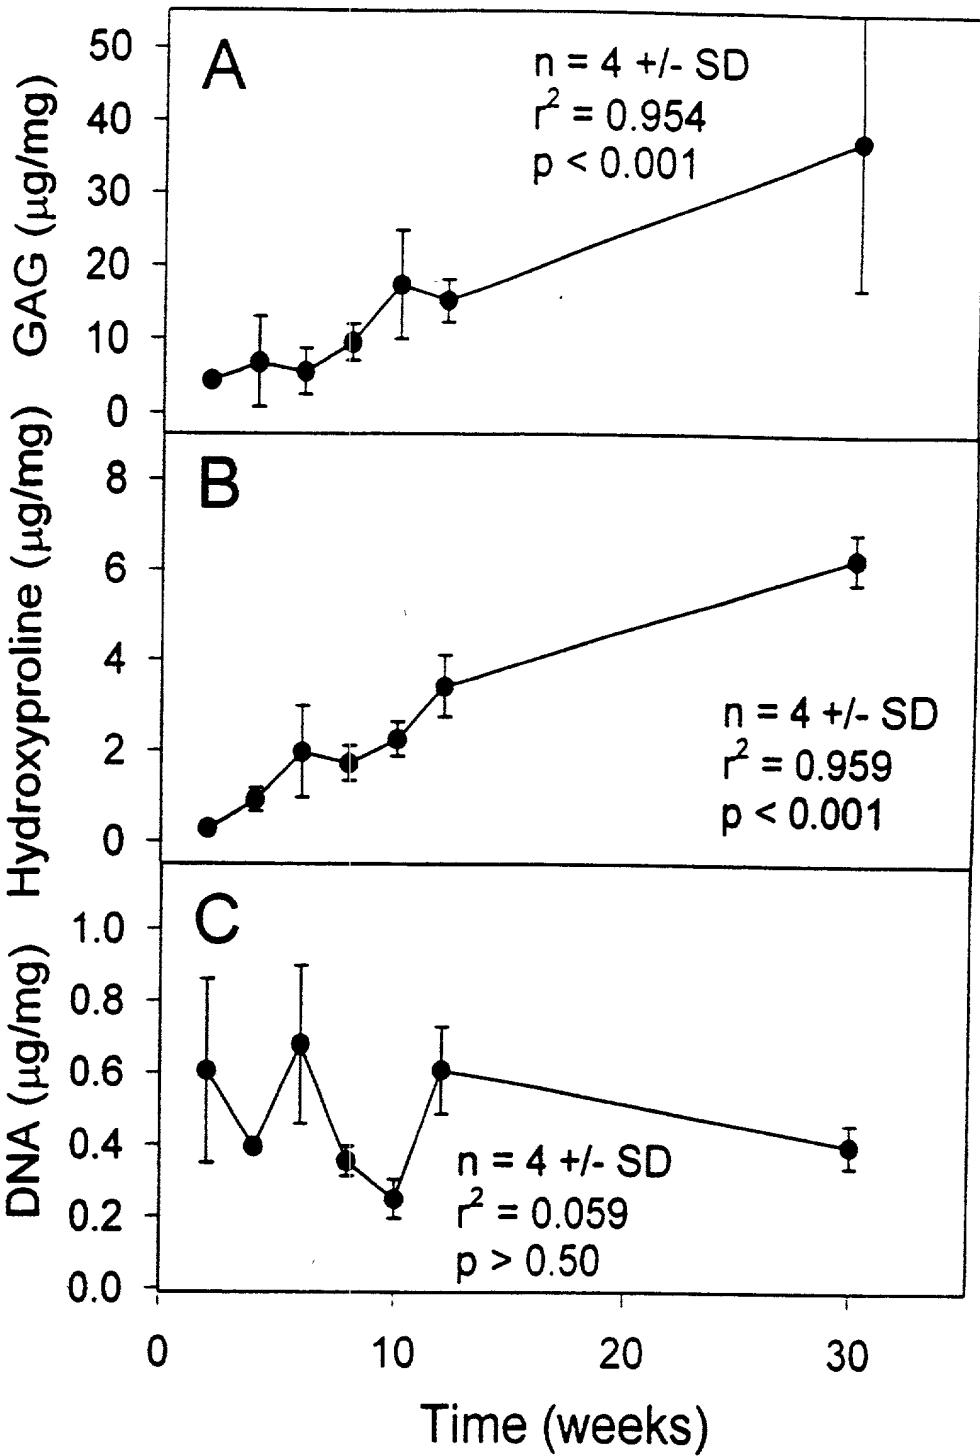 A
n = 4 +/- SD
r² = 0.954
p < 0.001
GAG (µg/mg)
50
40
30
20
10
0
B
Hydroxyproline (µg/mg)
8
6
4
2
0
n = 4 +/- SD
r² = 0.959
p < 0.001
C
DNA (µg/mg)
1.0
0.8
0.6
0.4
0.2
0.0
n = 4 +/- SD
r² = 0.059
p > 0.50
0 10 20 30
Time (weeks)